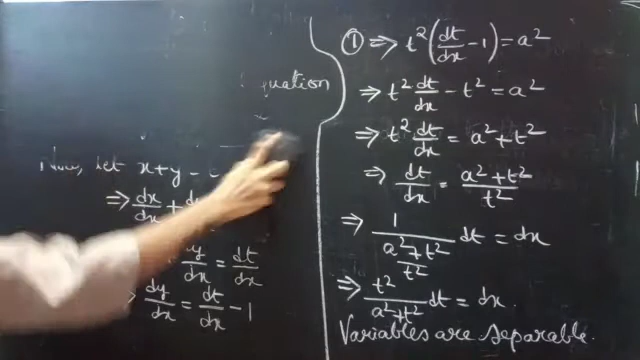 equation
Now, let x+y =
⇒ dx/dx +
y/dx = dt/dx
⇒ dy/dx = dt/dx - 1
① ⇒ t² (dt/dx - 1) = a²
⇒ t² dt/dx - t² = a²
⇒ t² dt/dx = a² + t²
⇒ dt/dx = (a² + t²)/t²
⇒ 1/((a² + t²)/t²) dt = dx
⇒ t²/(a² + t²) dt = dx.
Variables are Separable.